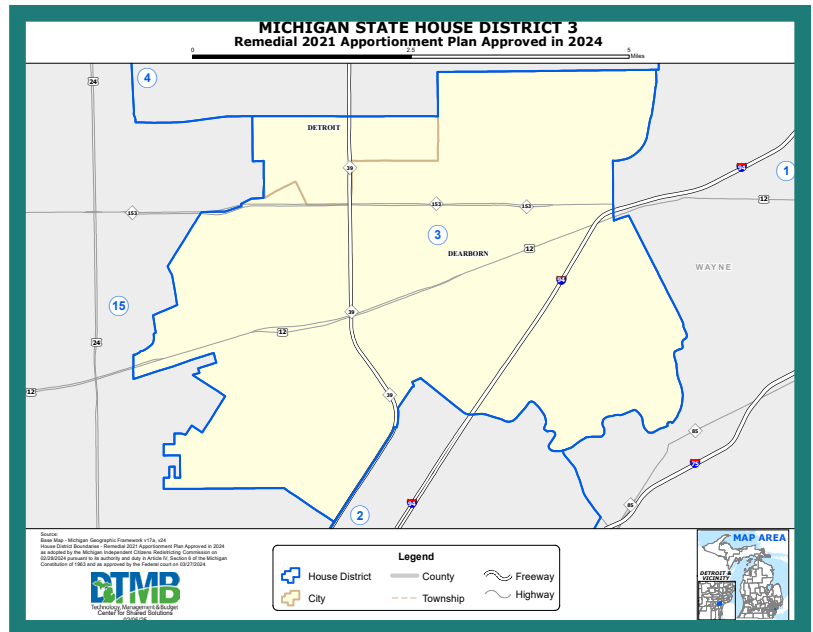 MICHIGAN STATE HOUSE DISTRICT 3
Remedial 2021 Apportionment Plan Approved in 2024
0 2.5 5
Miles
4
24
DETROIT
94
39
1
153
153
153
12
3
12
DEARBORN
WAYNE
94
15
39
12
24
12
39
85
75
94
85
2
Source:
Base Map - Michigan Geographic Framework v17a, v24
House District Boundaries - Remedial 2021 Apportionment Plan Approved in 2024
as adopted by the Michigan Independent Citizens Redistricting Commission on
02/28/2024 pursuant to its authority and duty in Article IV, Section 6 of the Michigan
Constitution of 1963 and as approved by the Federal court on 03/27/2024.
DTMB
Technology, Management & Budget
Center for Shared Solutions
Legend
House District
County
Freeway
City
Township
Highway
MAP AREA
DETROIT &
VICINITY